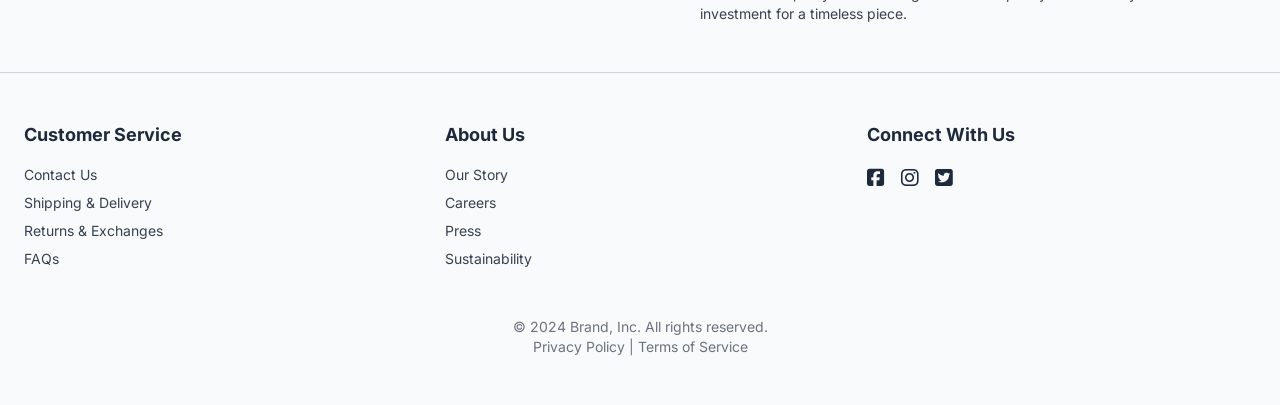 investment for a timeless piece.
Customer Service
Contact Us
Shipping & Delivery
Returns & Exchanges
FAQs
About Us
Our Story
Careers
Press
Sustainability
Connect With Us
© 2024 Brand, Inc. All rights reserved.
Privacy Policy | Terms of Service